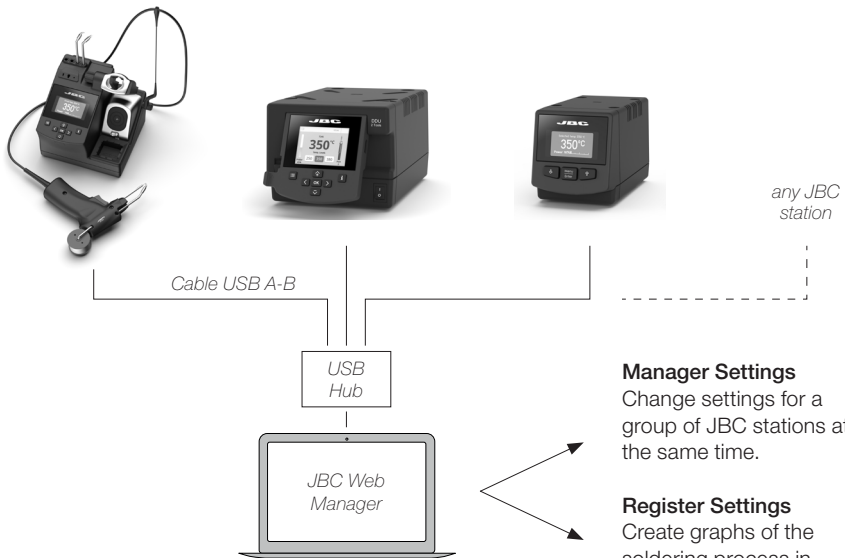 JBC
350°C
JBC
DDU
350°C
OK
JBC
350°C
any JBC
station
Cable USB A-B
USB
Hub
JBC Web
Manager
Manager Settings
Change settings for a
group of JBC stations at
the same time.
Register Settings
Create graphs of the
soldering process in